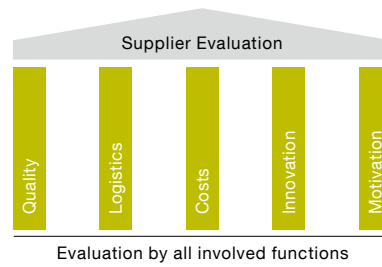 Supplier Evaluation
Quality
Logistics
Costs
Innovation
Motivation
Evaluation by all involved functions